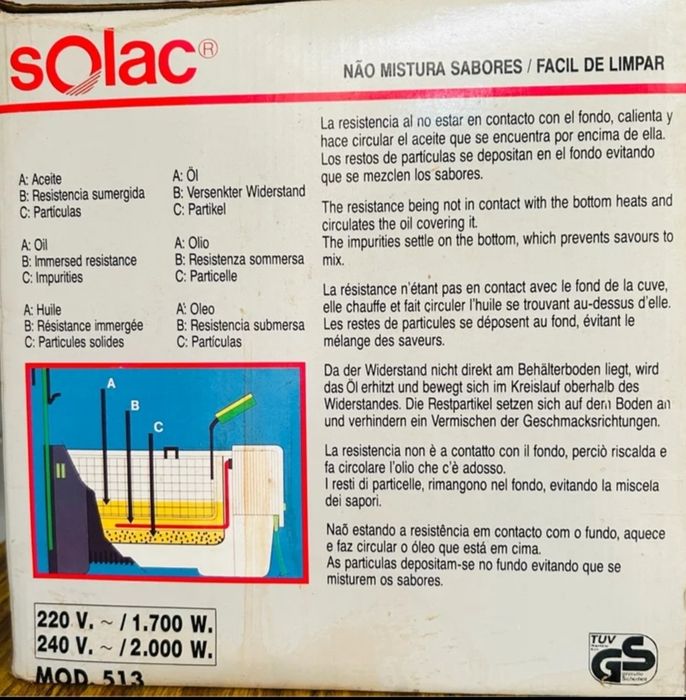 solac®
NÃO MISTURA SABORES / FACIL DE LIMPAR
A: Aceite
B: Resistencia sumergida
C: Particulas
A: Öl
B: Versenkter Widerstand
C: Partikel
A: Oil
B: Immersed resistance
C: Impurities
A: Olio
B: Resistenza sommersa
C: Particelle
A: Huile
B: Résistance immergée
C: Particules solides
A: Oleo
B: Resistencia submersa
C: Partículas
La resistencia al no estar en contacto con el fondo, calienta y
hace circular el aceite que se encuentra por encima de ella.
Los restos de particulas se depositan en el fondo evitando
que se mezclen los sabores.
The resistance being not in contact with the bottom heats and
circulates the oil covering it.
The impurities settle on the bottom, which prevents savours to
mix.
La résistance n'étant pas en contact avec le fond de la cuve,
elle chauffe et fait circuler l'huile se trouvant au-dessus d'elle.
Les restes de particules se déposent au fond, évitant le
mélange des saveurs.
Da der Widerstand nicht direkt am Behälterboden liegt, wird
das Öl erhitzt und bewegt sich im Kreislauf oberhalb des
Widerstandes. Die Restpartikel setzen sich auf dem Boden an
und verhindern ein Vermischen der Geschmacksrichtungen.
La resistencia non è a contatto con il fondo, perciò riscalda e
fa circolare l'olio che c'è adosso.
I resti di particelle, rimangono nel fondo, evitando la miscela
dei sapori.
Naõ estando a resistência em contacto com o fundo, aquece
e faz circular o óleo que está em cima.
As particulas depositam-se no fundo evitando que se
misturem os sabores.
A
B
C
220 V. ~ / 1.700 W.
240 V. ~ / 2.000 W.
MOD. 513
TUV
GS